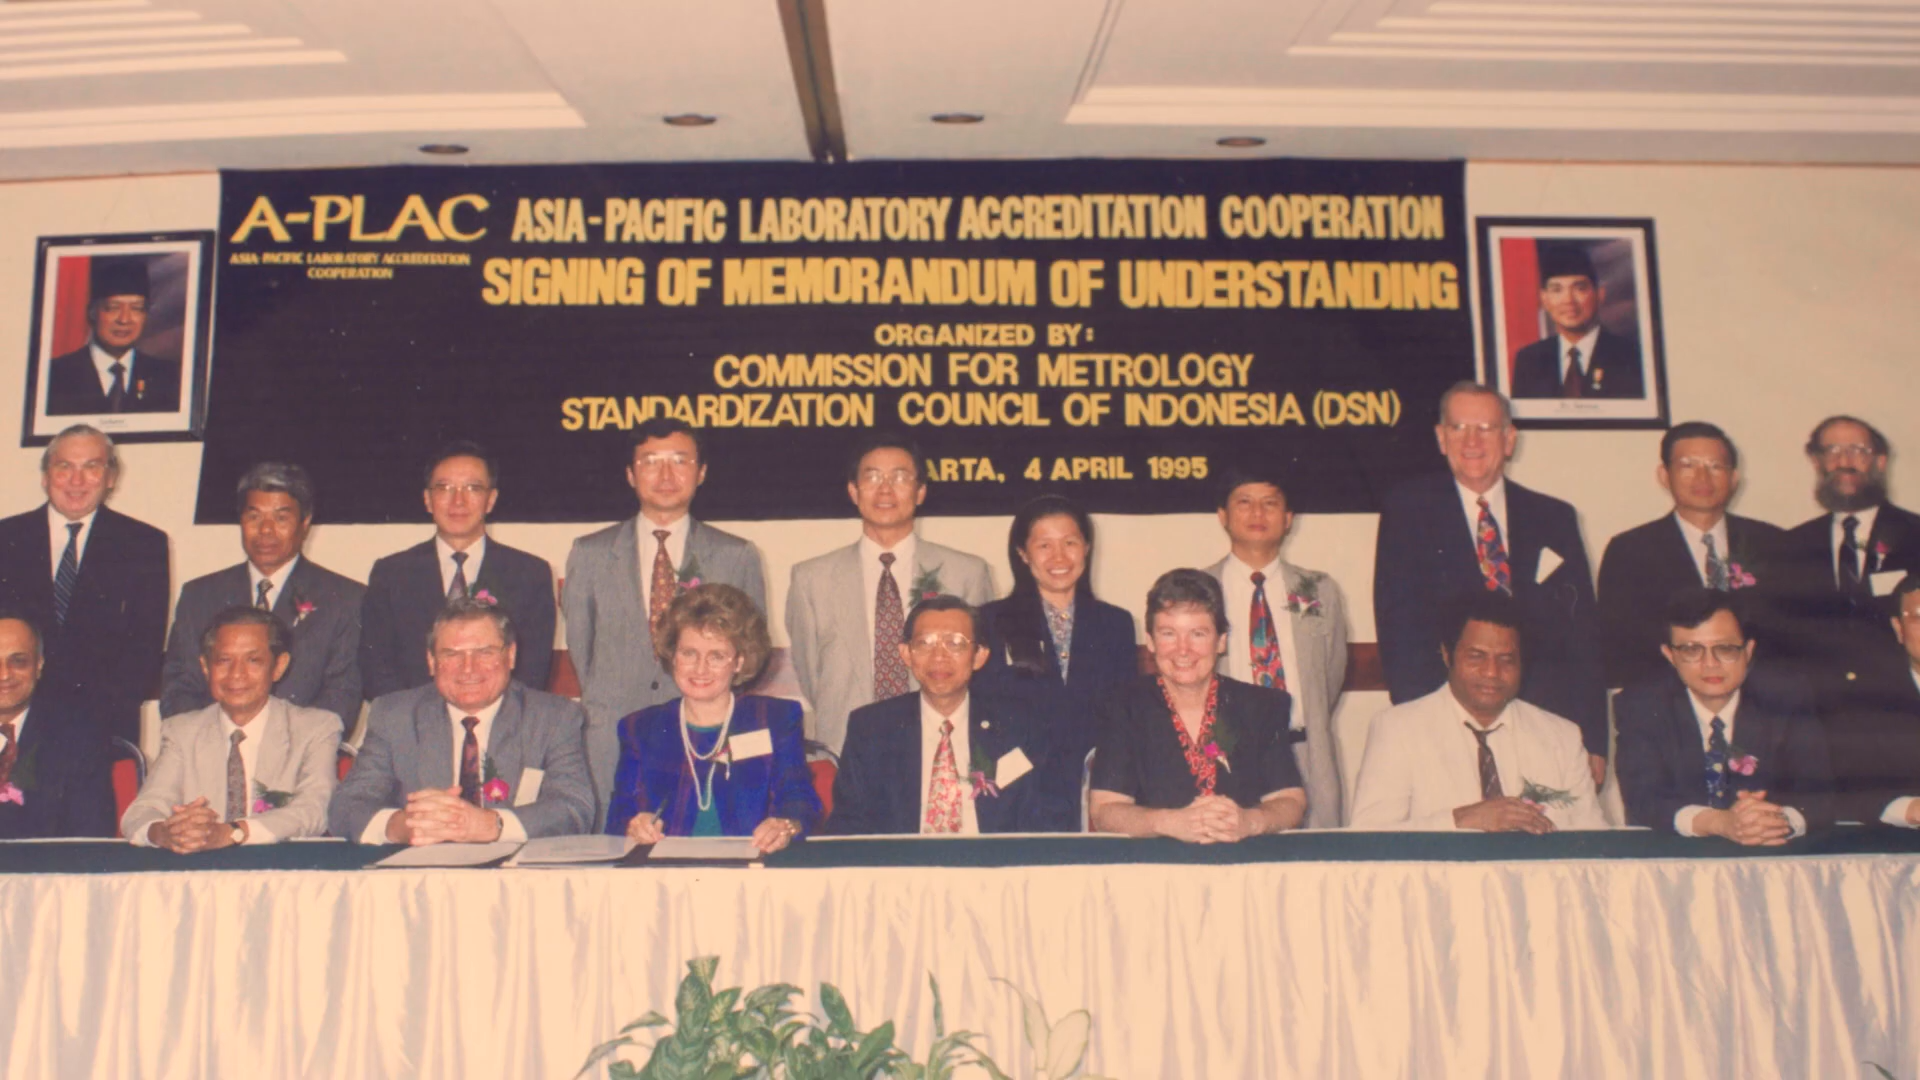 A-PLAC
ASIA-PACIFIC LABORATORY ACCREDITATION
COOPERATION
ASIA-PACIFIC LABORATORY ACCREDITATION COOPERATION
SIGNING OF MEMORANDUM OF UNDERSTANDING
ORGANIZED BY:
COMMISSION FOR METROLOGY
STANDARDIZATION COUNCIL OF INDONESIA (DSN)
ARTA, 4 APRIL 1995